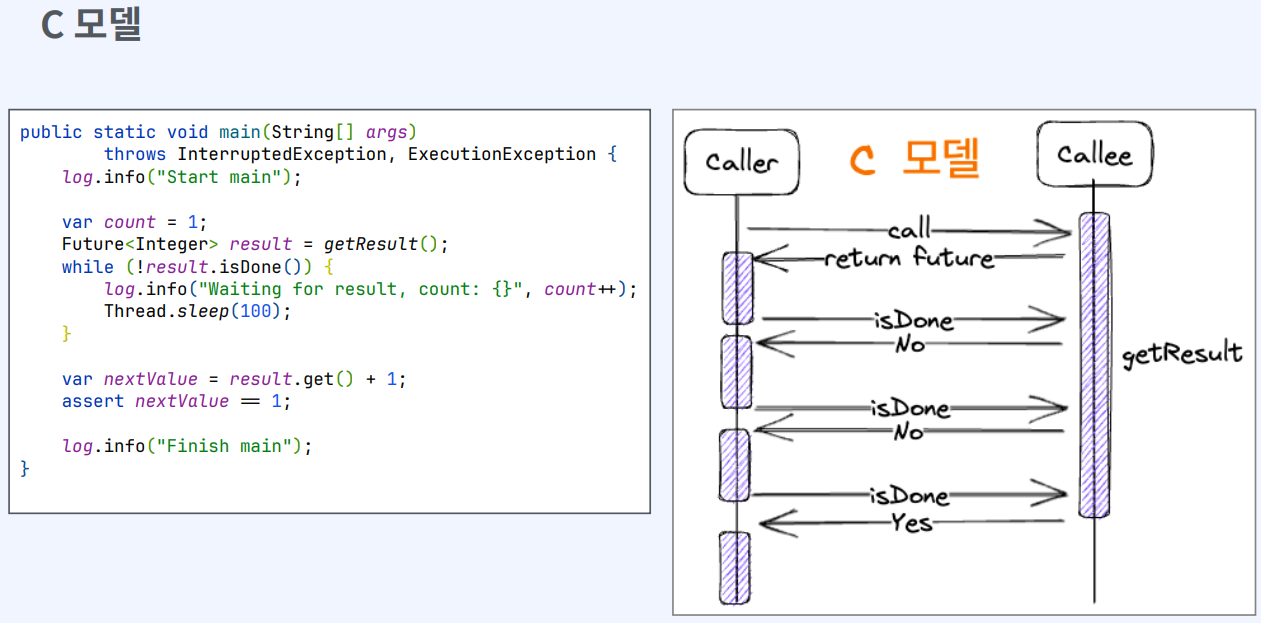 C 모델
public static void main(String[] args)
        throws InterruptedException, ExecutionException {
    log.info("Start main");
    var count = 1;
    Future<Integer> result = getResult();
    while (!result.isDone()) {
        log.info("Waiting for result, count: {}", count++);
        Thread.sleep(100);
    }
    var nextValue = result.get() + 1;
    assert nextValue == 1;
    log.info("Finish main");
}
Caller
C 모델
Callee
call
return future
isDone
No
getResult
isDone
No
isDone
Yes